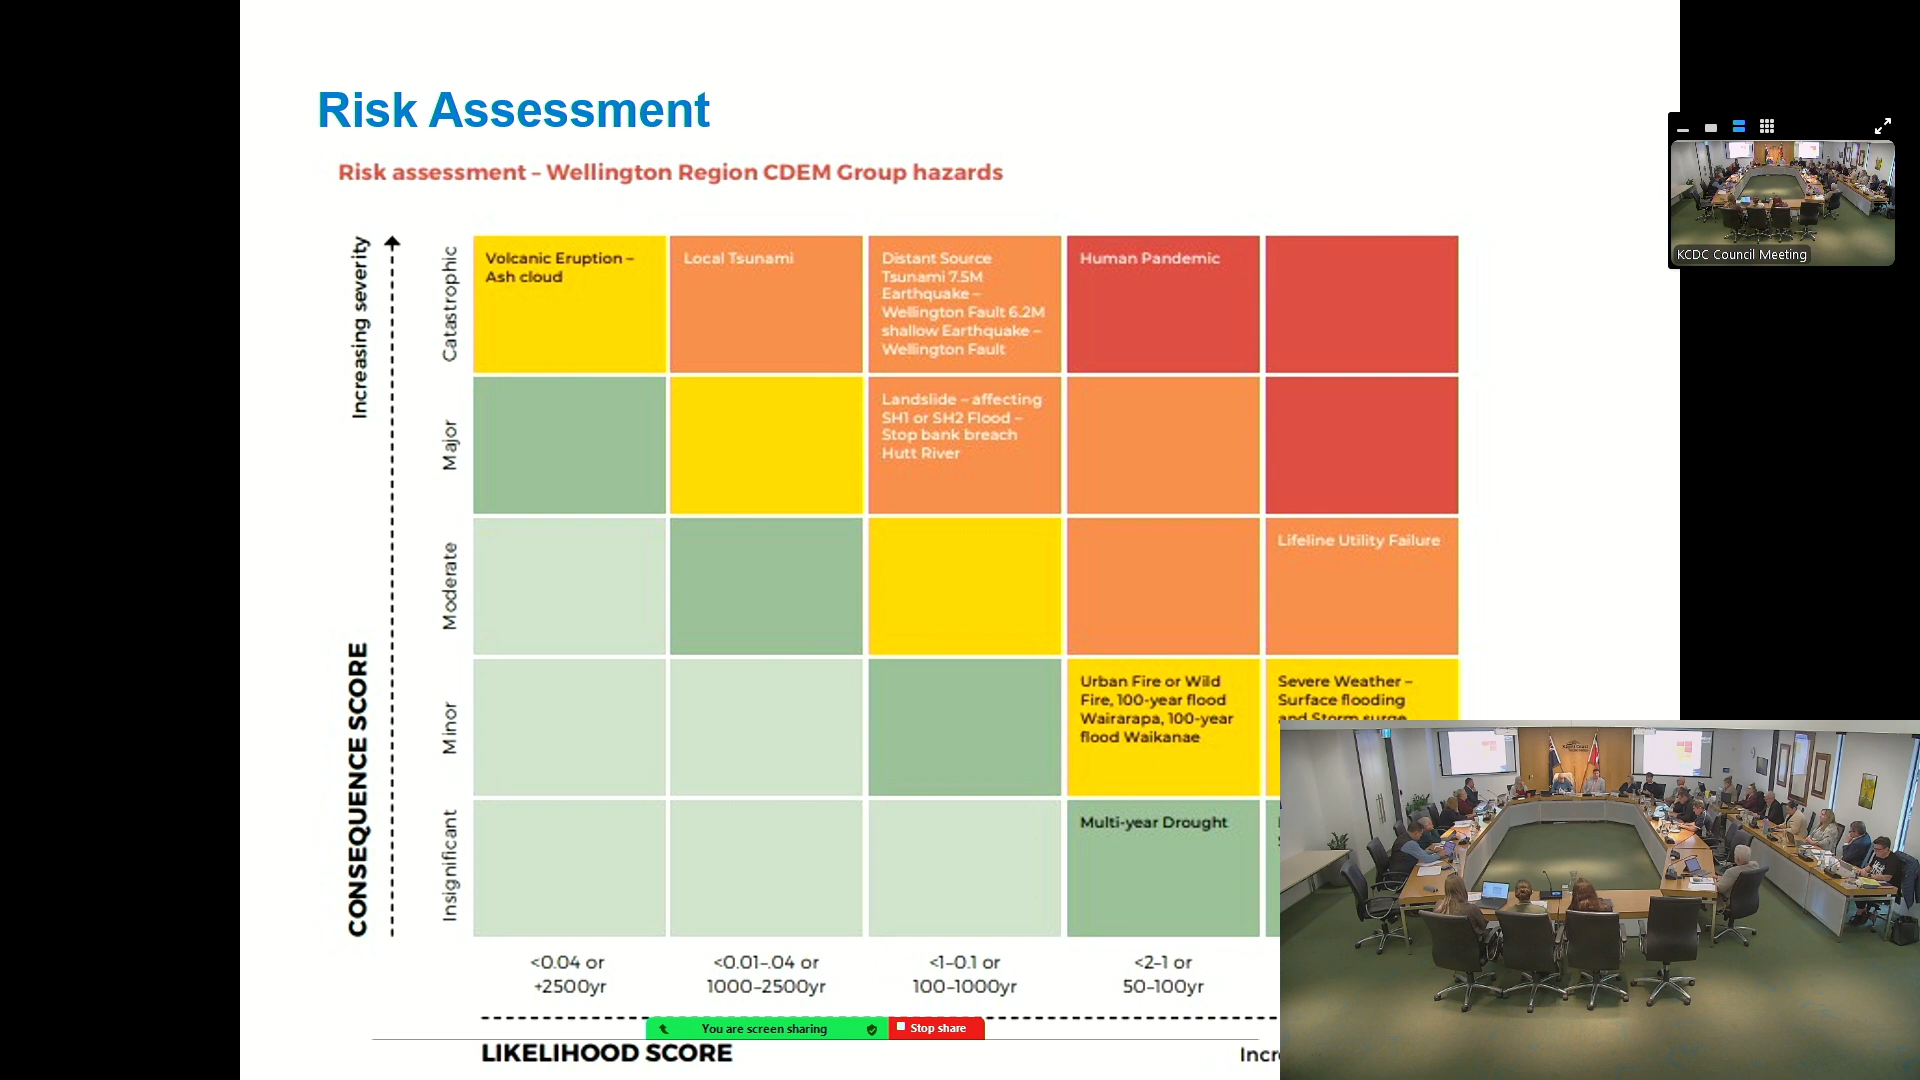 Risk Assessment
Risk assessment – Wellington Region CDEM Group hazards
Increasing severity
CONSEQUENCE SCORE
Catastrophic
Volcanic Eruption –
Ash cloud
Local Tsunami
Distant Source
Tsunami 7.5M
Earthquake –
Wellington Fault 6.2M
shallow Earthquake –
Wellington Fault
Human Pandemic
Major
Landslide – affecting
SH1 or SH2 Flood –
Stop bank breach
Hutt River
Moderate
Lifeline Utility Failure
Minor
Urban Fire or Wild
Fire, 100-year flood
Wairarapa, 100-year
flood Waikanae
Severe Weather –
Surface flooding
and Storm surge
Insignificant
Multi-year Drought
<0.04 or
+2500yr
<0.01-.04 or
1000-2500yr
<1-0.1 or
100-1000yr
<2-1 or
50-100yr
You are screen sharing
Stop share
LIKELIHOOD SCORE
Incr
KCDC Council Meeting